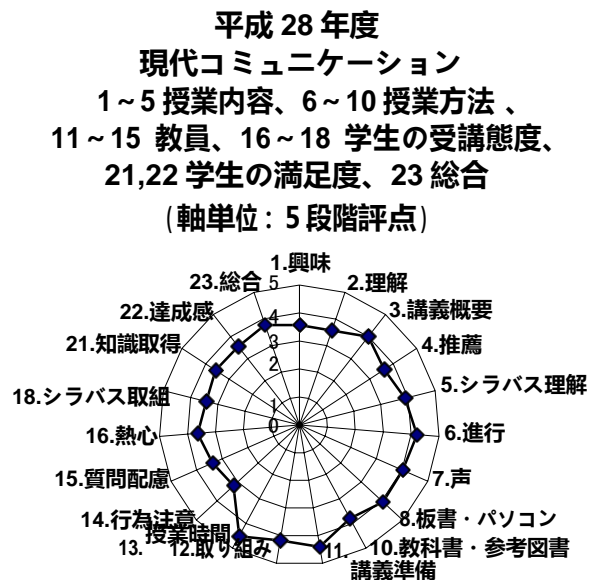 平成 28 年度
現代コミュニケーション
1~5 授業内容、6~10 授業方法 、
11~15 教員、16~18 学生の受講態度、
21,22 学生の満足度、23 総合
(軸単位: 5 段階評点)
1.興味
2.理解
3.講義概要
4.推薦
5.シラバス理解
6.進行
7.声
8.板書・パソコン
10.教科書・参考図書
11.
講義準備
12.取り組み
13.
授業時間
14.行為注意
15.質問配慮
16.熱心
18.シラバス取組
21.知識取得
22.達成感
23.総合
5
4
3
2
1
0